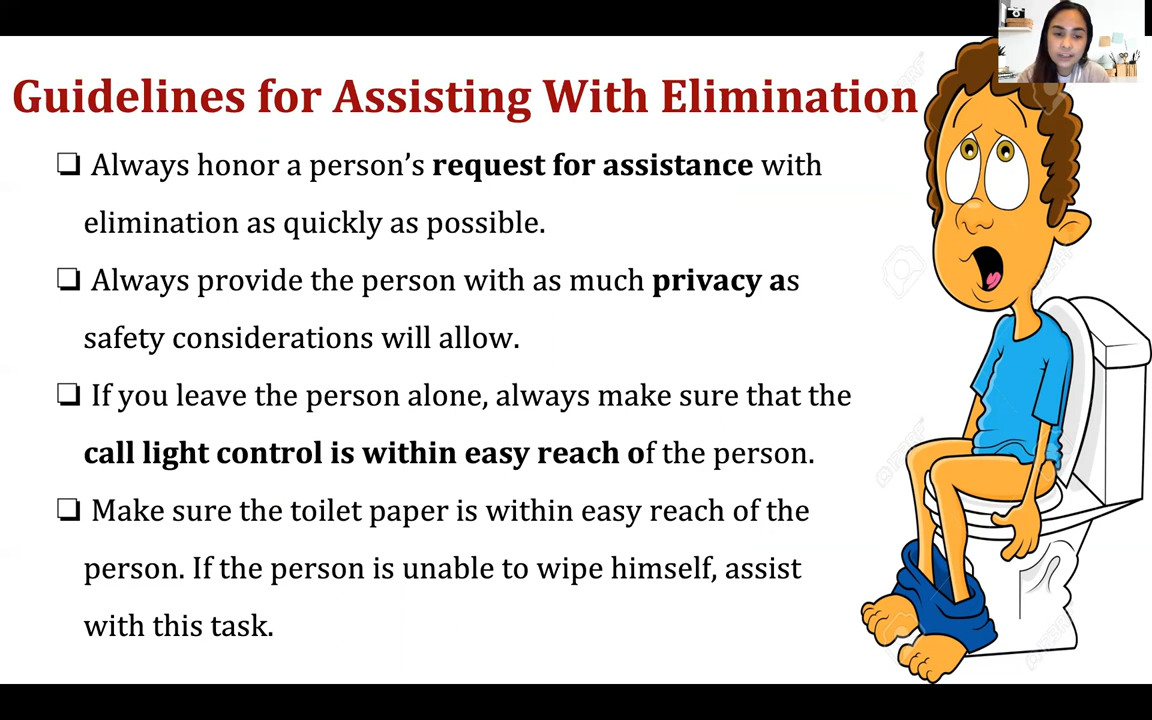 Guidelines for Assisting With Elimination
❏ Always honor a person’s request for assistance with
elimination as quickly as possible.
❏ Always provide the person with as much privacy as
safety considerations will allow.
❏ If you leave the person alone, always make sure that the
call light control is within easy reach of the person.
❏ Make sure the toilet paper is within easy reach of the
person. If the person is unable to wipe himself, assist
with this task.